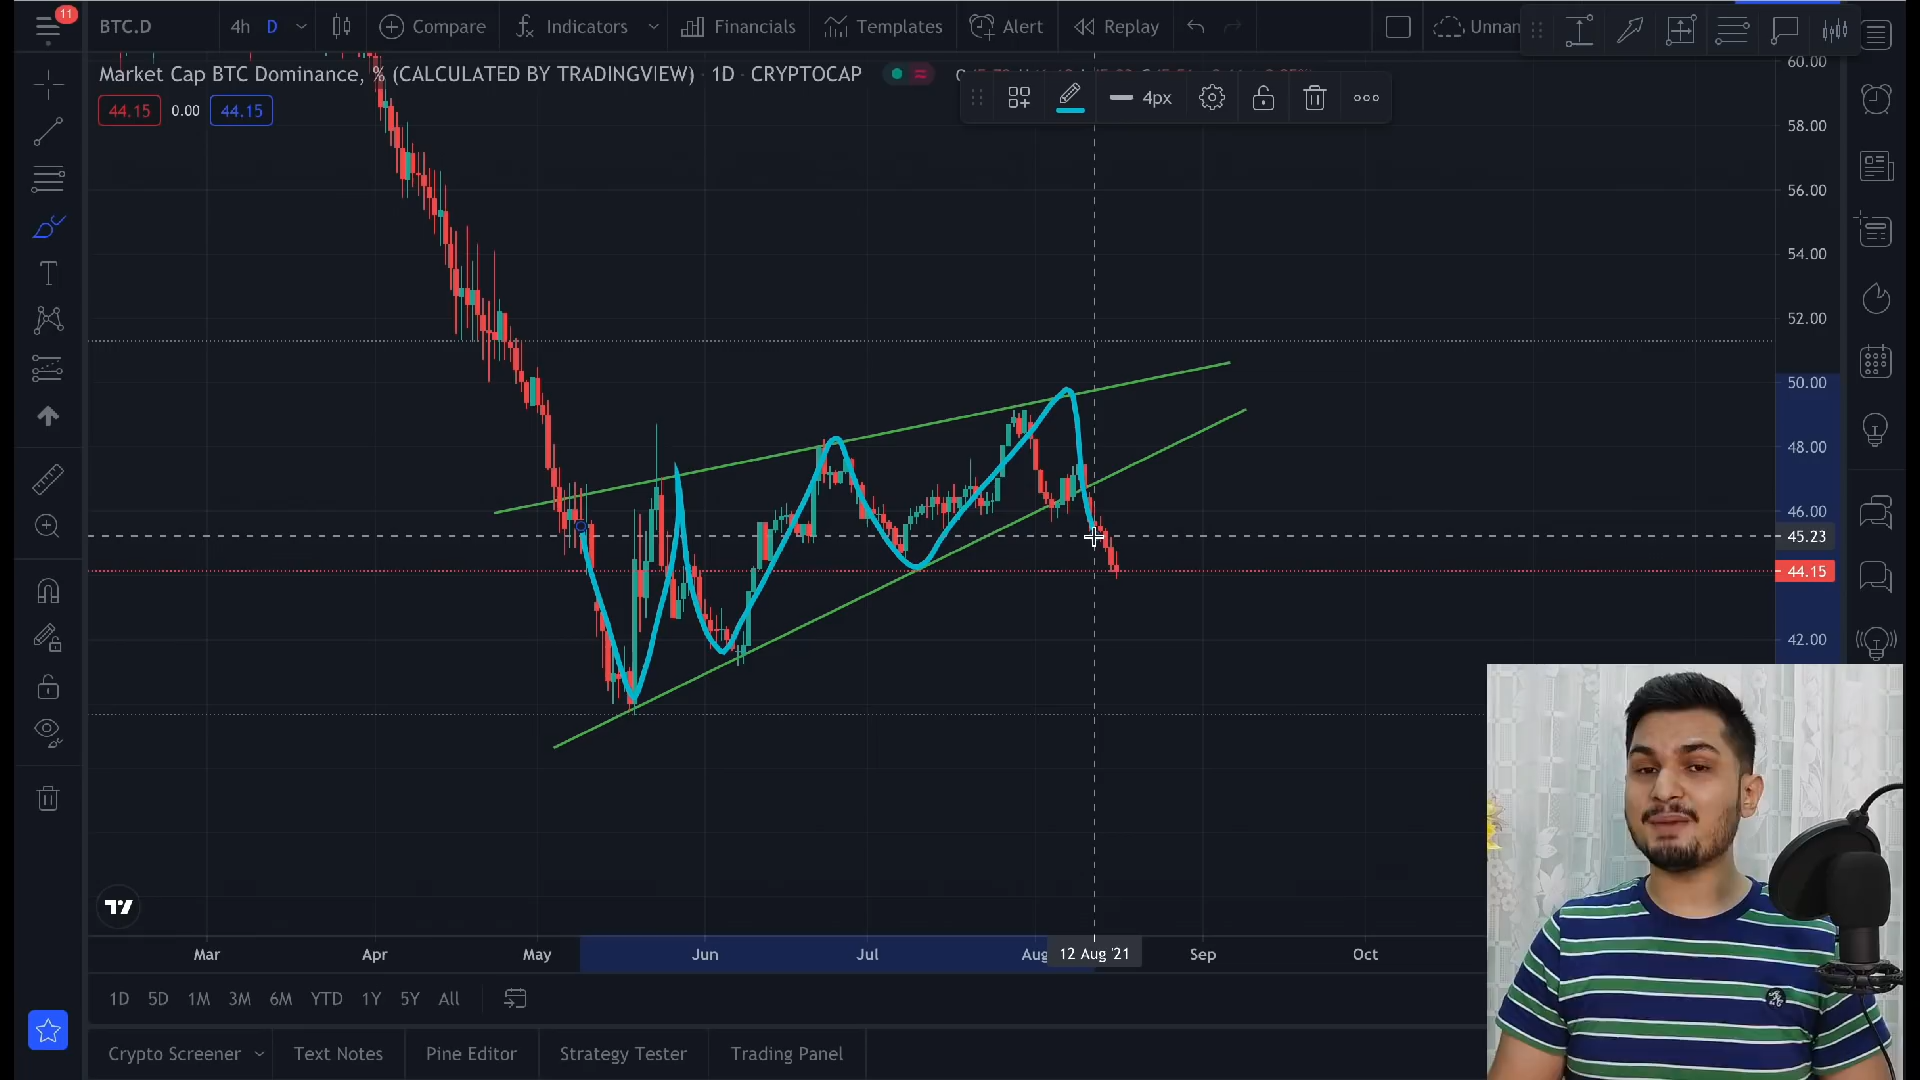 11
BTC.D
4h D
Compare
Indicators
Financials
Templates
Alert
Replay
Unnan
Market Cap BTC Dominance, % (CALCULATED BY TRADINGVIEW) · 1D · CRYPTOCAP
44.15 0.00 44.15
4px
60.00
58.00
56.00
54.00
52.00
50.00
48.00
46.00
45.23
44.15
42.00
Mar Apr May Jun Jul Aug 12 Aug '21 Sep Oct
1D 5D 1M 3M 6M YTD 1Y 5Y All
Crypto Screener Text Notes Pine Editor Strategy Tester Trading Panel